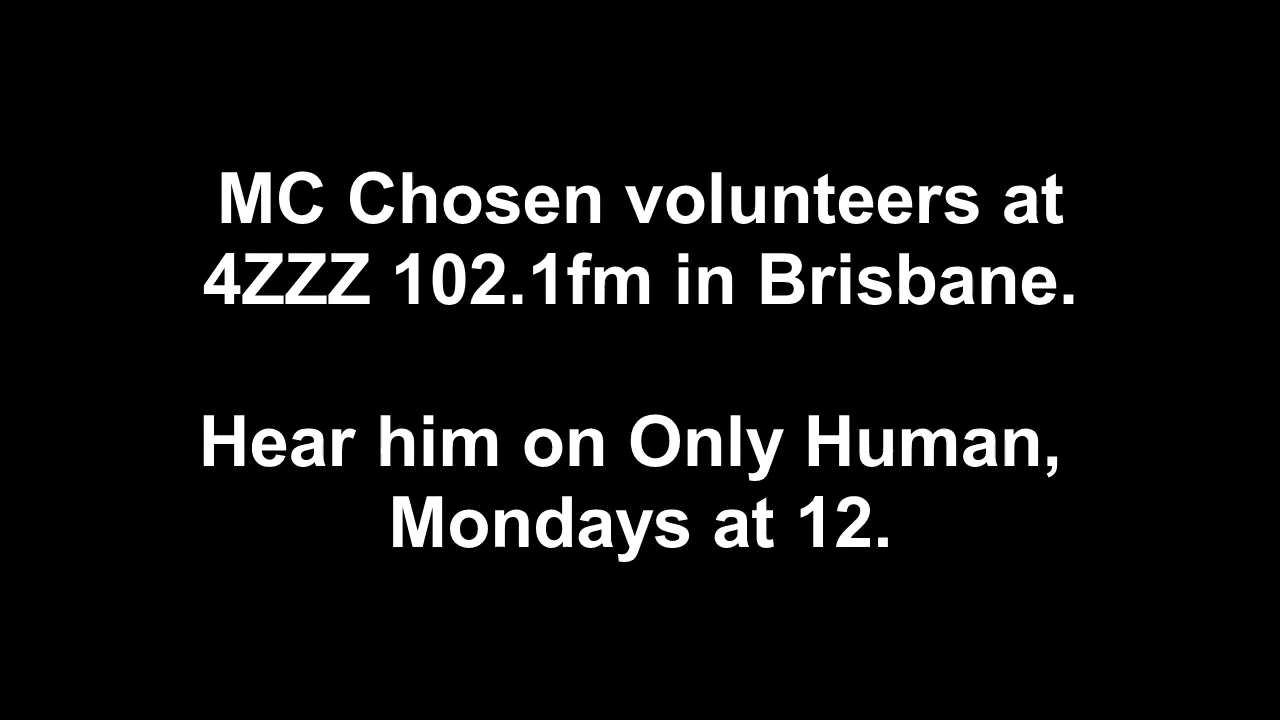 MC Chosen volunteers at
4ZZZ 102.1fm in Brisbane.
Hear him on Only Human,
Mondays at 12.